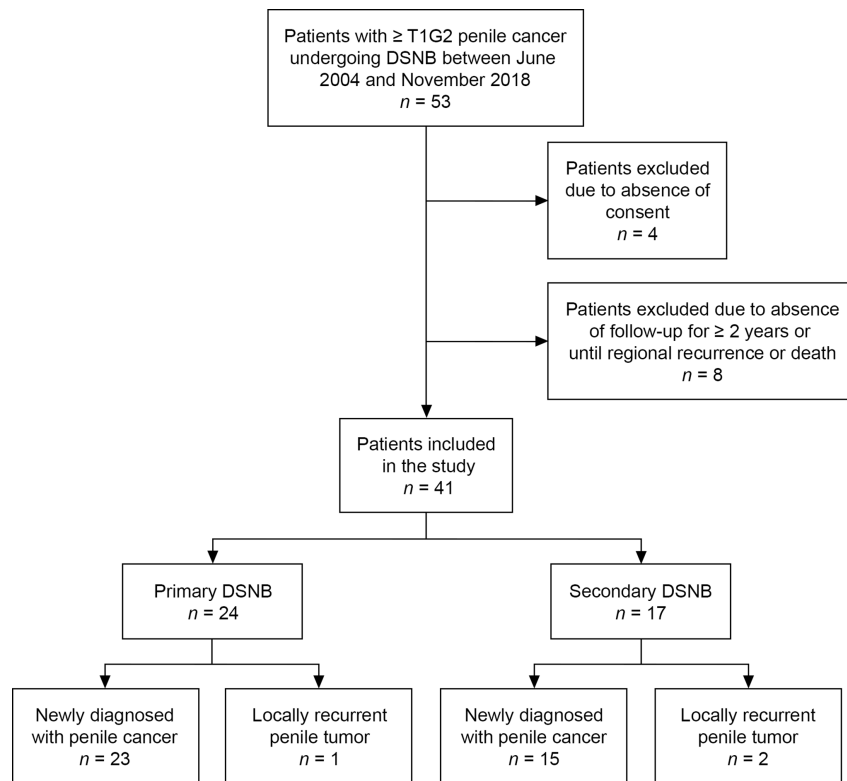 Patients with ≥ T1G2 penile cancer
undergoing DSNB between June
2004 and November 2018
n = 53
Patients excluded
due to absence of
consent
n = 4
Patients excluded due to absence
of follow-up for ≥ 2 years or
until regional recurrence or death
n = 8
Patients included
in the study
n = 41
Primary DSNB
n = 24
Secondary DSNB
n = 17
Newly diagnosed
with penile cancer
n = 23
Locally recurrent
penile tumor
n = 1
Newly diagnosed
with penile cancer
n = 15
Locally recurrent
penile tumor
n = 2